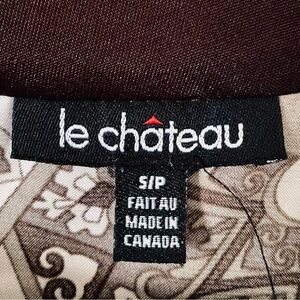 le château
S/P
FAIT AU
MADE IN
CANADA